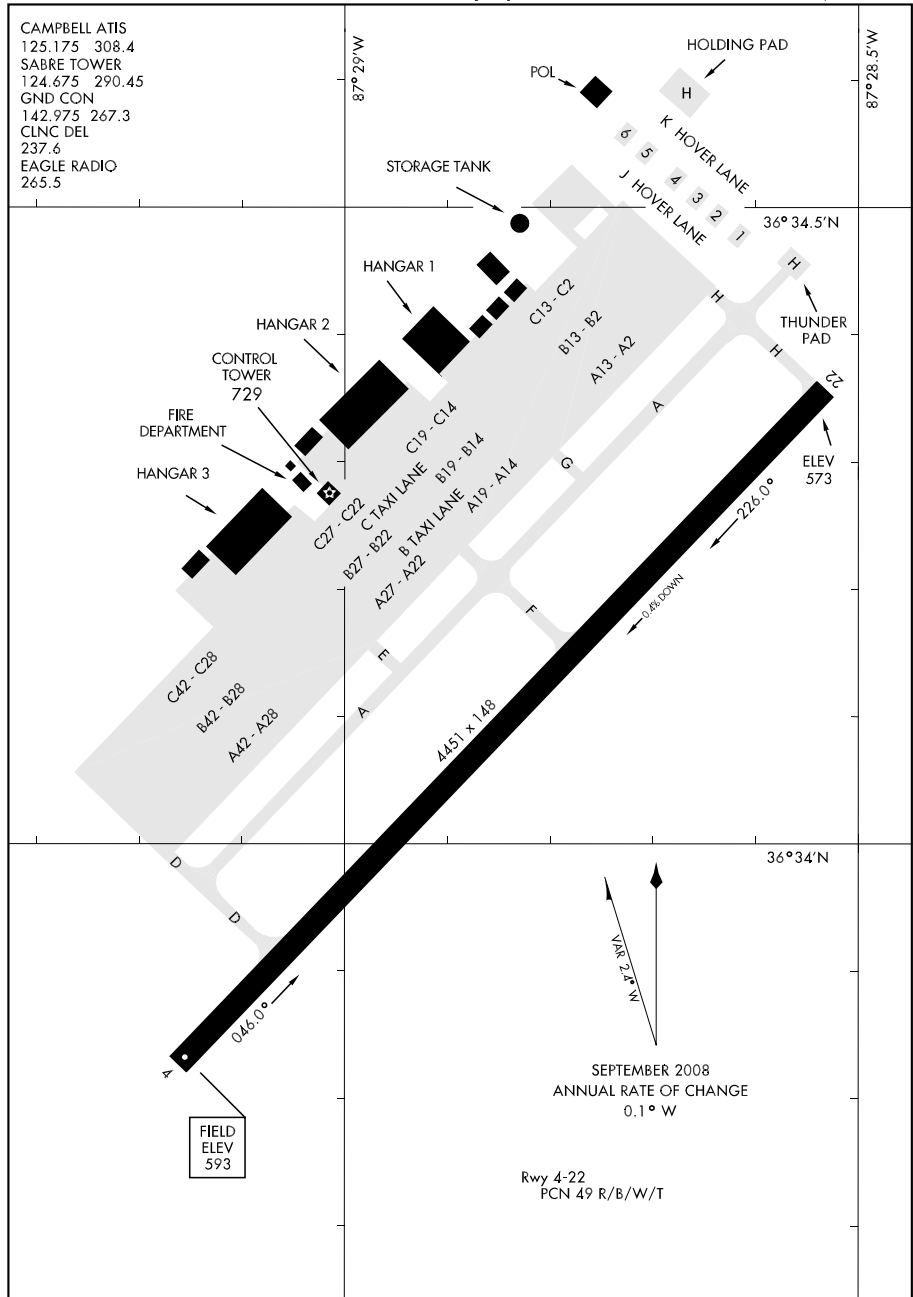 CAMPBELL ATIS
125.175 308.4
SABRE TOWER
124.675 290.45
GND CON
142.975 267.3
CLNC DEL
237.6
EAGLE RADIO
265.5
87°29'W
87°28.5'W
HOLDING PAD
POL
H
K HOVER LANE
6
5
4
3
2
1
J HOVER LANE
STORAGE TANK
36°34.5'N
H
THUNDER
PAD
HANGAR 1
H
H
C13 - C2
B13 - B2
A13 - A2
HANGAR 2
CONTROL
TOWER
729
FIRE
DEPARTMENT
HANGAR 3
22
ELEV
573
A
G
C19 - C14
B19 - B14
A19 - A14
C TAXI LANE
B TAXI LANE
C27 - C22
B27 - B22
A27 - A22
226.0°
0.4% DOWN
F
E
A
C42 - C28
B42 - B28
A42 - A28
4451 x 148
36°34'N
D
D
VAR 2.4° W
046.0°
4
SEPTEMBER 2008
ANNUAL RATE OF CHANGE
0.1° W
FIELD
ELEV
593
Rwy 4-22
PCN 49 R/B/W/T